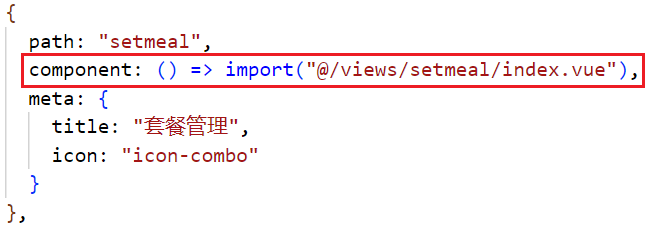 {
  path: "setmeal",
  component: () => import("@/views/setmeal/index.vue"),
  meta: {
    title: "套餐管理",
    icon: "icon-combo"
  }
},